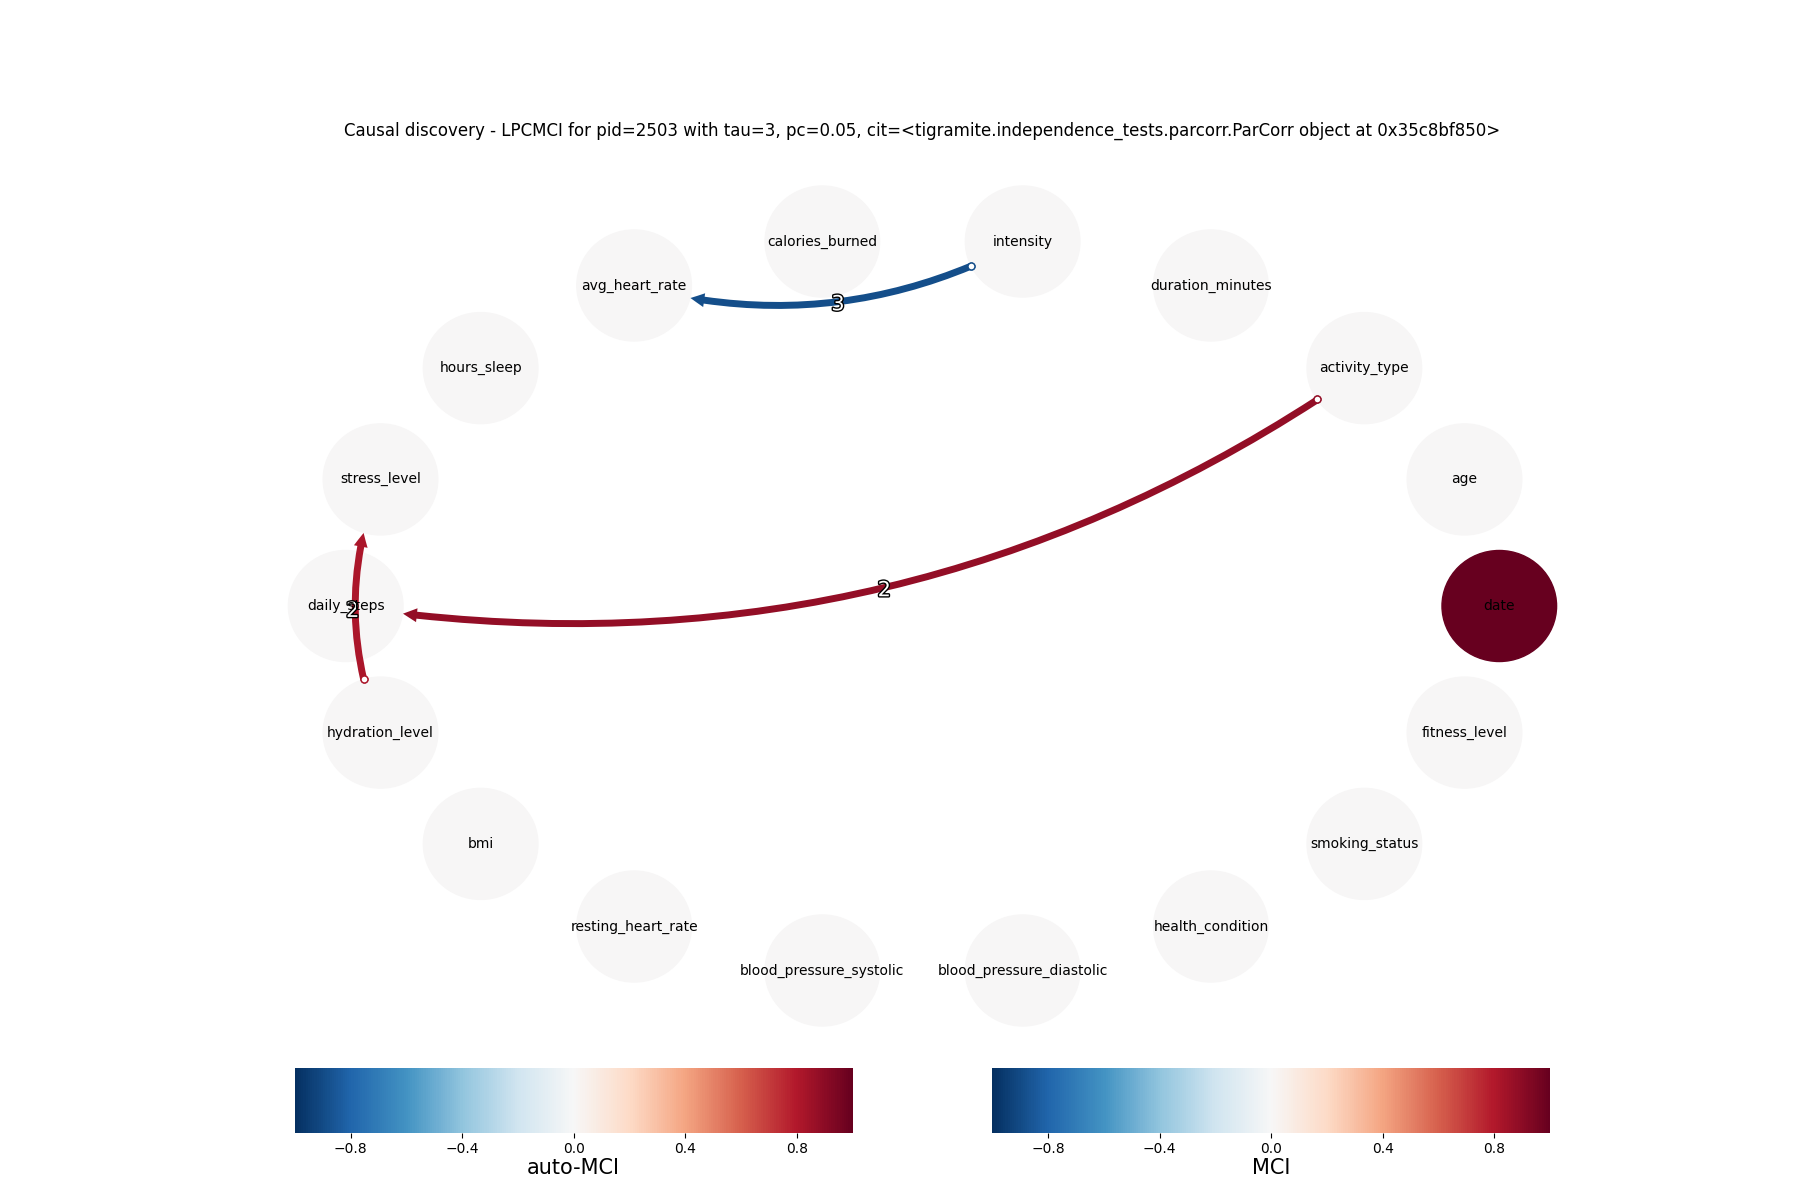 Causal discovery - LPCMCI for pid=2503 with tau=3, pc=0.05, cit=<tigramite.independence_tests.parcorr.ParCorr object at 0x35c8bf850>
calories_burned
intensity
avg_heart_rate
duration_minutes
3
hours_sleep
activity_type
stress_level
age
2
daily_steps
2
date
hydration_level
fitness_level
bmi
smoking_status
resting_heart_rate
health_condition
blood_pressure_systolic
blood_pressure_diastolic
−0.8 −0.4 0.0 0.4 0.8
auto-MCI
−0.8 −0.4 0.0 0.4 0.8
MCI